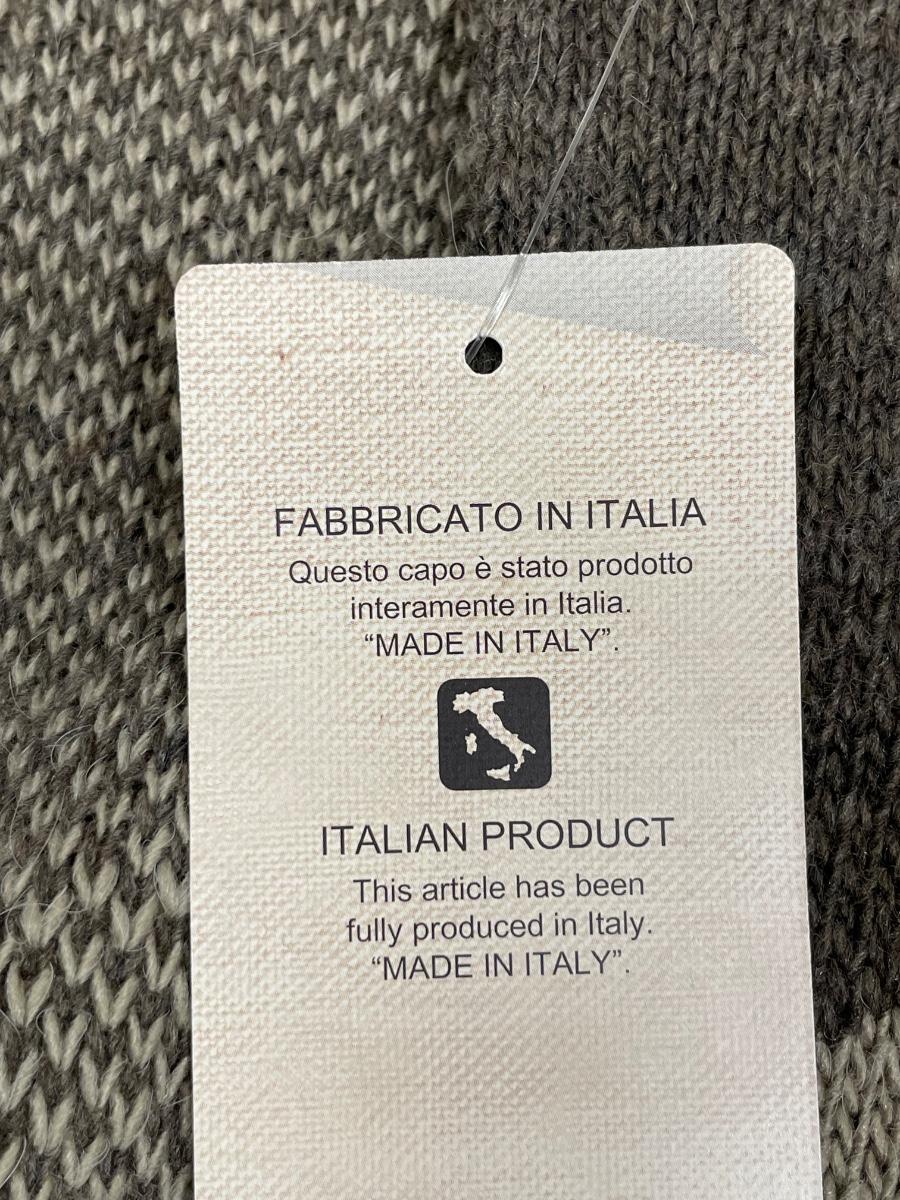 FABBRICATO IN ITALIA
Questo capo è stato prodotto
interamente in Italia.
“MADE IN ITALY”.
ITALIAN PRODUCT
This article has been
fully produced in Italy.
“MADE IN ITALY”.